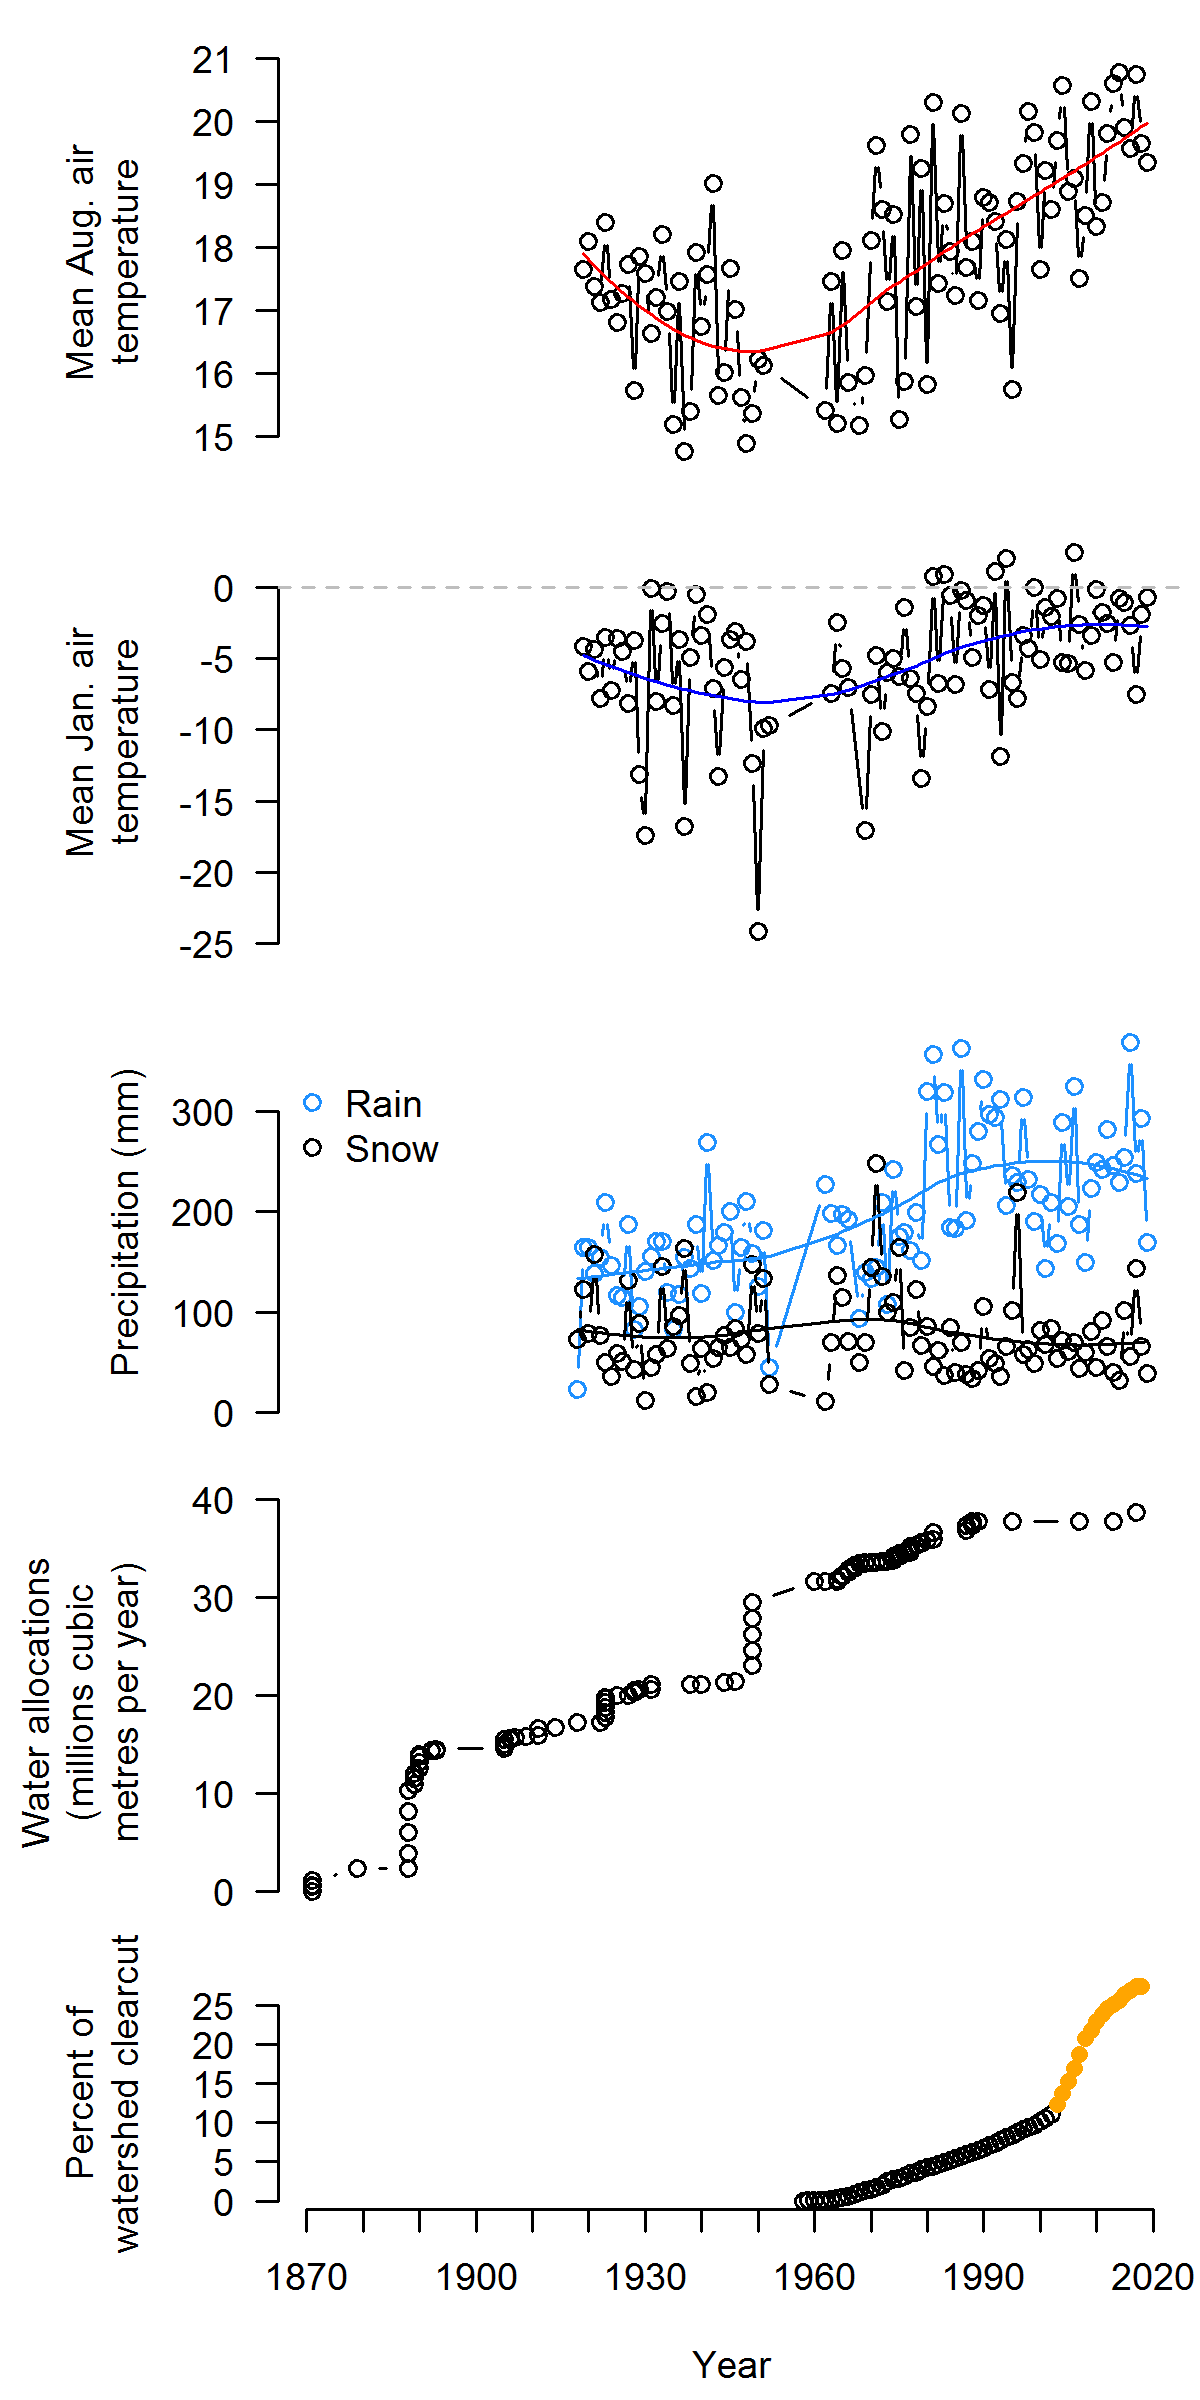 21
20
19
18
17
16
15
Mean Aug. air
temperature
0
-5
-10
-15
-20
-25
Mean Jan. air
temperature
300
200
100
0
Precipitation (mm)
Rain
Snow
40
30
20
10
0
Water allocations
(millions cubic
metres per year)
25
20
15
10
5
0
Percent of
watershed clearcut
1870 1900 1930 1960 1990 2020
Year